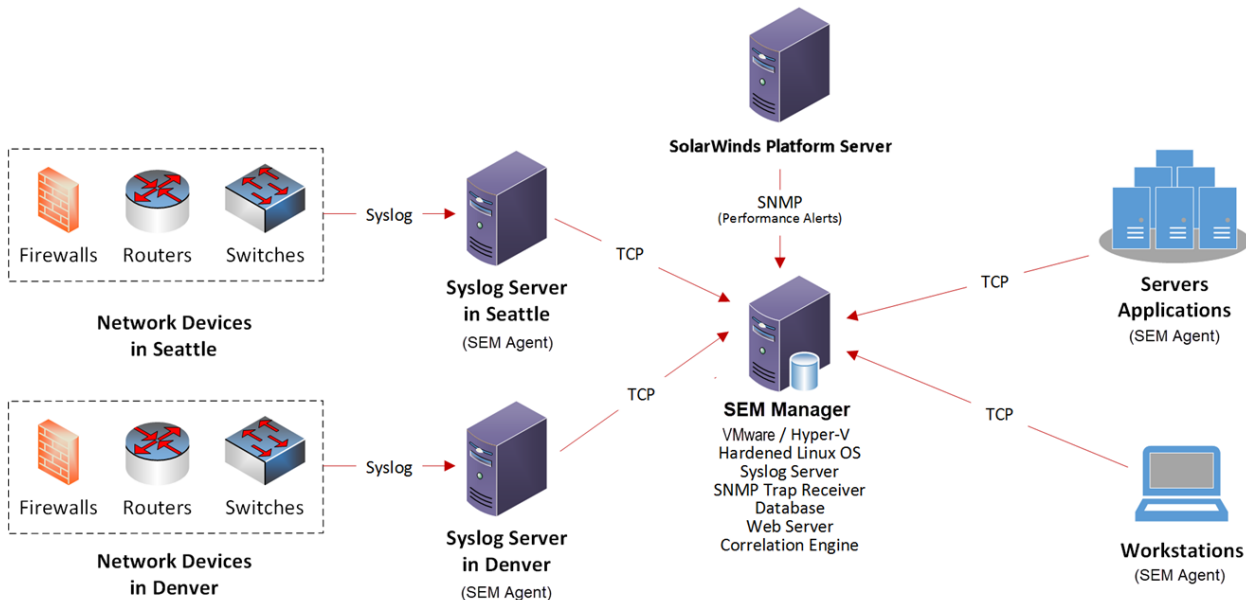 SolarWinds Platform Server
SNMP
(Performance Alerts)
Firewalls Routers Switches
Syslog
Network Devices
in Seattle
Syslog Server
in Seattle
(SEM Agent)
TCP
TCP
Servers
Applications
(SEM Agent)
Firewalls Routers Switches
Syslog
Network Devices
in Denver
Syslog Server
in Denver
(SEM Agent)
TCP
SEM Manager
VMware / Hyper-V
Hardened Linux OS
Syslog Server
SNMP Trap Receiver
Database
Web Server
Correlation Engine
TCP
Workstations
(SEM Agent)